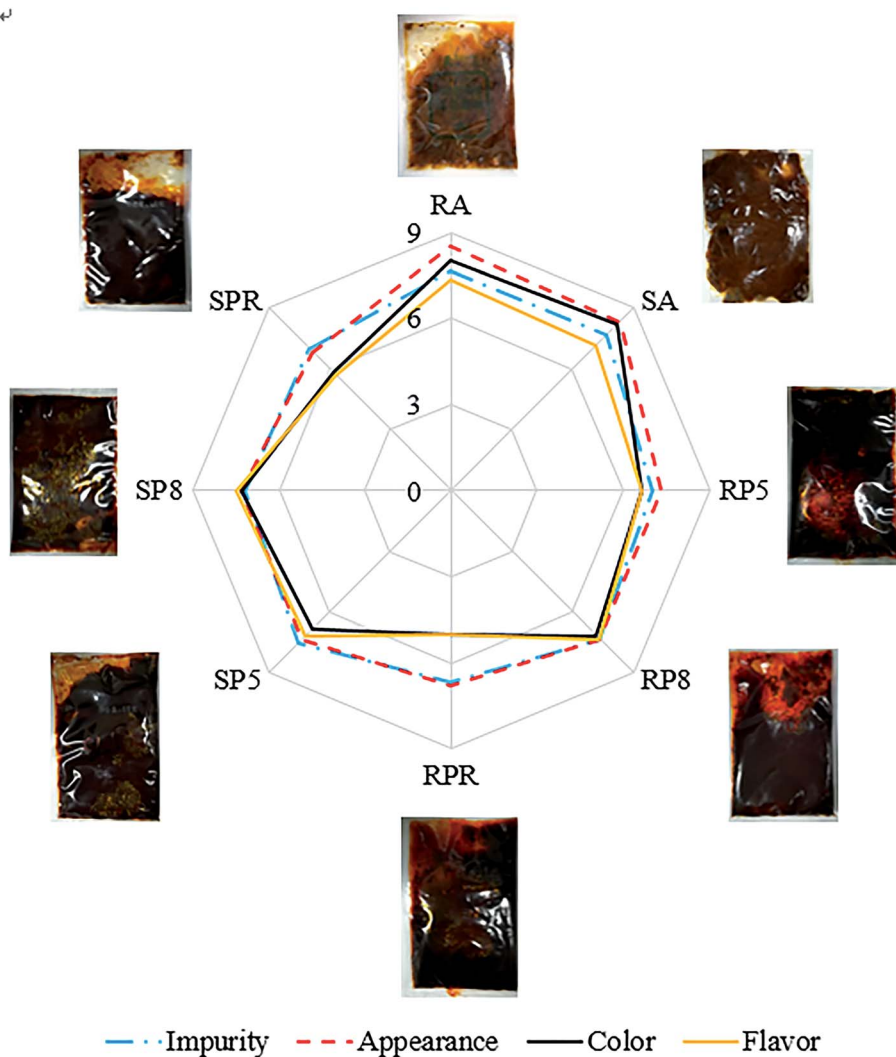 ↵
RA
9
SPR
SA
6
3
SP8
0
RP5
SP5
RP8
RPR
Impurity Appearance Color Flavor